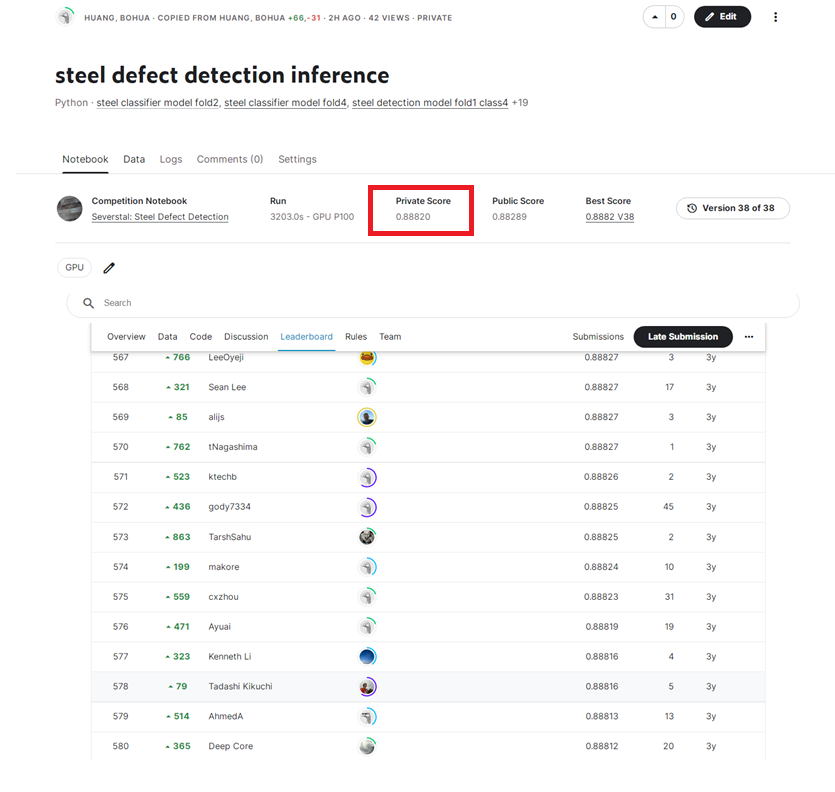 HUANG, BOHUA · COPIED FROM HUANG, BOHUA +66,-31 · 2H AGO · 42 VIEWS · PRIVATE
0
Edit
steel defect detection inference
Python · steel classifier model fold2, steel classifier model fold4, steel detection model fold1 class4 +19
Notebook Data Logs Comments (0) Settings
Competition Notebook Run Private Score Public Score Best Score
Severstal: Steel Defect Detection 3203.0s - GPU P100 0.88820 0.88289 0.8882 V38
Version 38 of 38
GPU
Search
Overview Data Code Discussion Leaderboard Rules Team Submissions Late Submission ...
567 766 LeeOyeji 0.88827 3 3y
568 321 Sean Lee 0.88827 17 3y
569 85 alijs 0.88827 3 3y
570 762 tNagashima 0.88827 1 3y
571 523 ktechb 0.88826 2 3y
572 436 gody7334 0.88825 45 3y
573 863 TarshSahu 0.88825 2 3y
574 199 makore 0.88824 10 3y
575 559 cxzhou 0.88823 31 3y
576 471 Ayuai 0.88819 19 3y
577 323 Kenneth Li 0.88816 4 3y
578 79 Tadashi Kikuchi 0.88816 5 3y
579 514 AhmedA 0.88813 13 3y
580 365 Deep Core 0.88812 20 3y